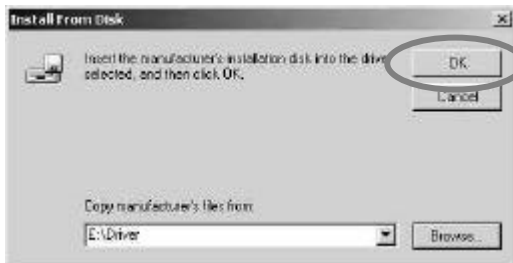 Install From Disk
Insert the manufacturer's installation disk into the drive
selected, and then click OK.
OK
Cancel
Copy manufacturer's files from:
E:\Driver
Browse...